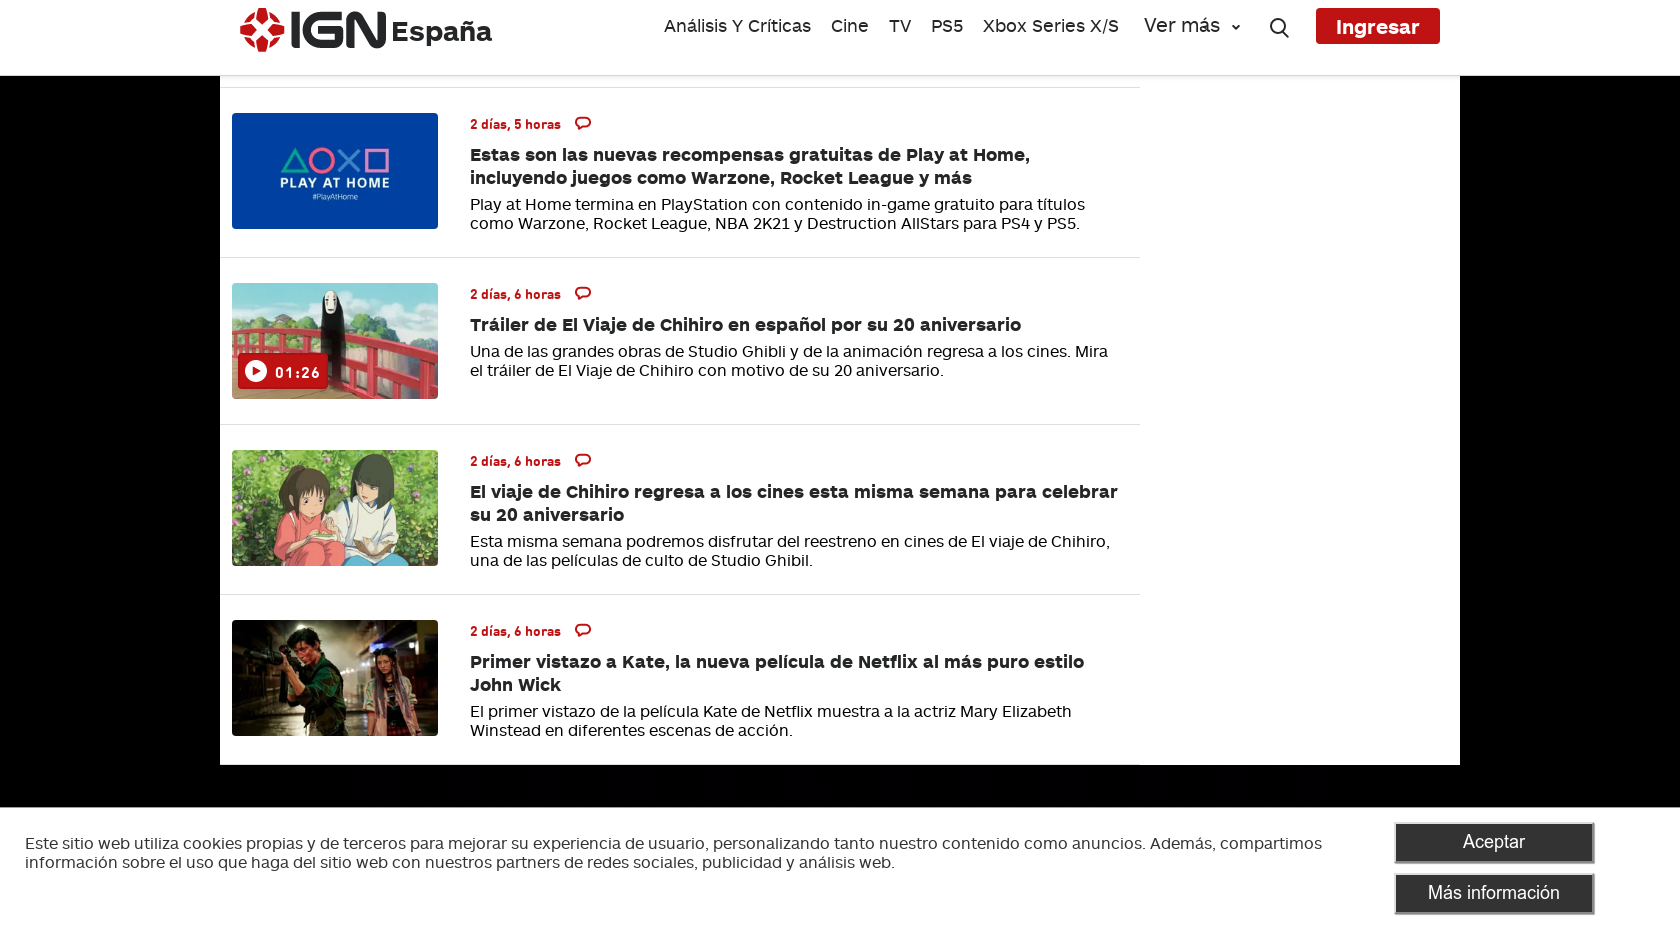 IGN España
Análisis Y Críticas
Cine
TV
PS5
Xbox Series X/S
Ver más
Ingresar
2 días, 5 horas
Estas son las nuevas recompensas gratuitas de Play at Home,
incluyendo juegos como Warzone, Rocket League y más
Play at Home termina en PlayStation con contenido in-game gratuito para títulos
como Warzone, Rocket League, NBA 2K21 y Destruction AllStars para PS4 y PS5.
PLAY AT HOME
#PlayAtHome
2 días, 6 horas
Tráiler de El Viaje de Chihiro en español por su 20 aniversario
Una de las grandes obras de Studio Ghibli y de la animación regresa a los cines. Mira
el tráiler de El Viaje de Chihiro con motivo de su 20 aniversario.
01:26
2 días, 6 horas
El viaje de Chihiro regresa a los cines esta misma semana para celebrar
su 20 aniversario
Esta misma semana podremos disfrutar del reestreno en cines de El viaje de Chihiro,
una de las películas de culto de Studio Ghibil.
2 días, 6 horas
Primer vistazo a Kate, la nueva película de Netflix al más puro estilo
John Wick
El primer vistazo de la película Kate de Netflix muestra a la actriz Mary Elizabeth
Winstead en diferentes escenas de acción.
Este sitio web utiliza cookies propias y de terceros para mejorar su experiencia de usuario, personalizando tanto nuestro contenido como anuncios. Además, compartimos
información sobre el uso que haga del sitio web con nuestros partners de redes sociales, publicidad y análisis web.
Aceptar
Más información